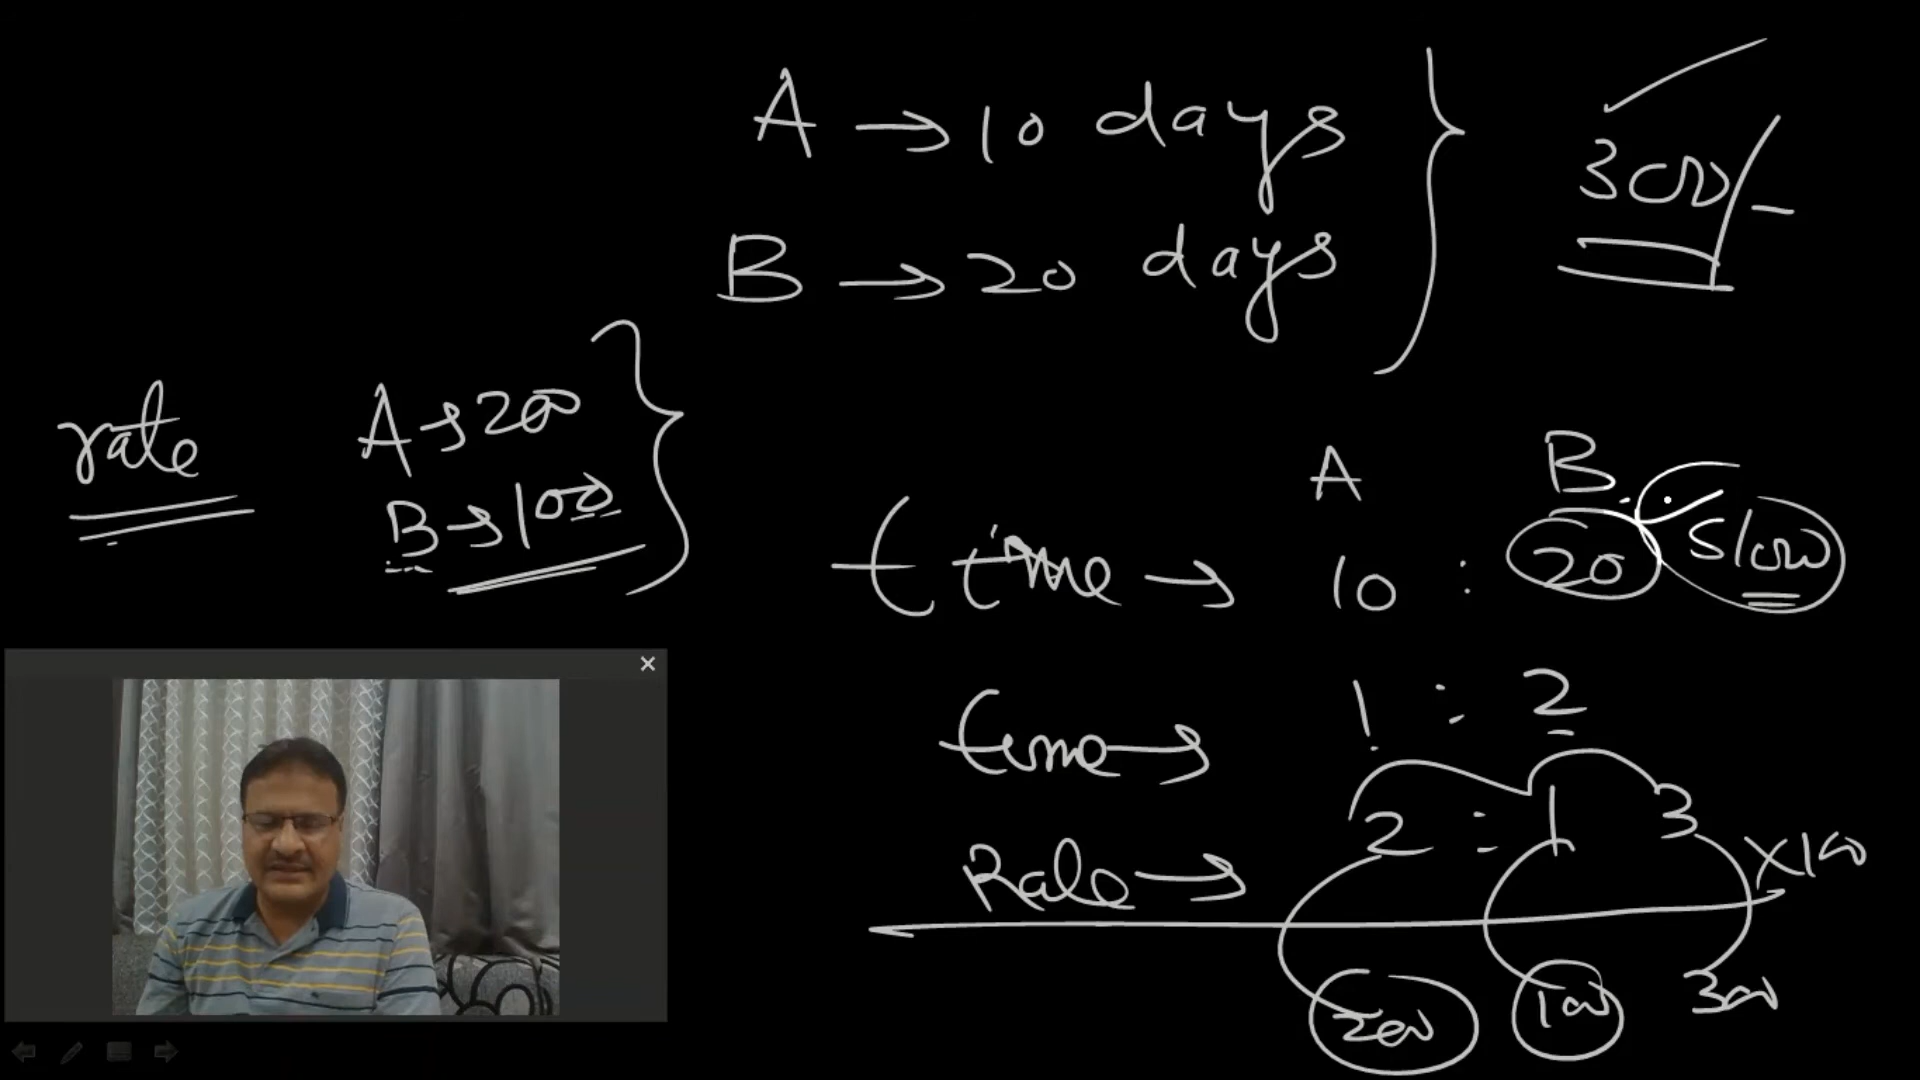 A → 10 days
B → 20 days
300/-
rate A → 200
B → 100
A B
time → 10 : 20 slow
time → 1 : 2
Rate → 2 : 1 3 ×100
200 100 300